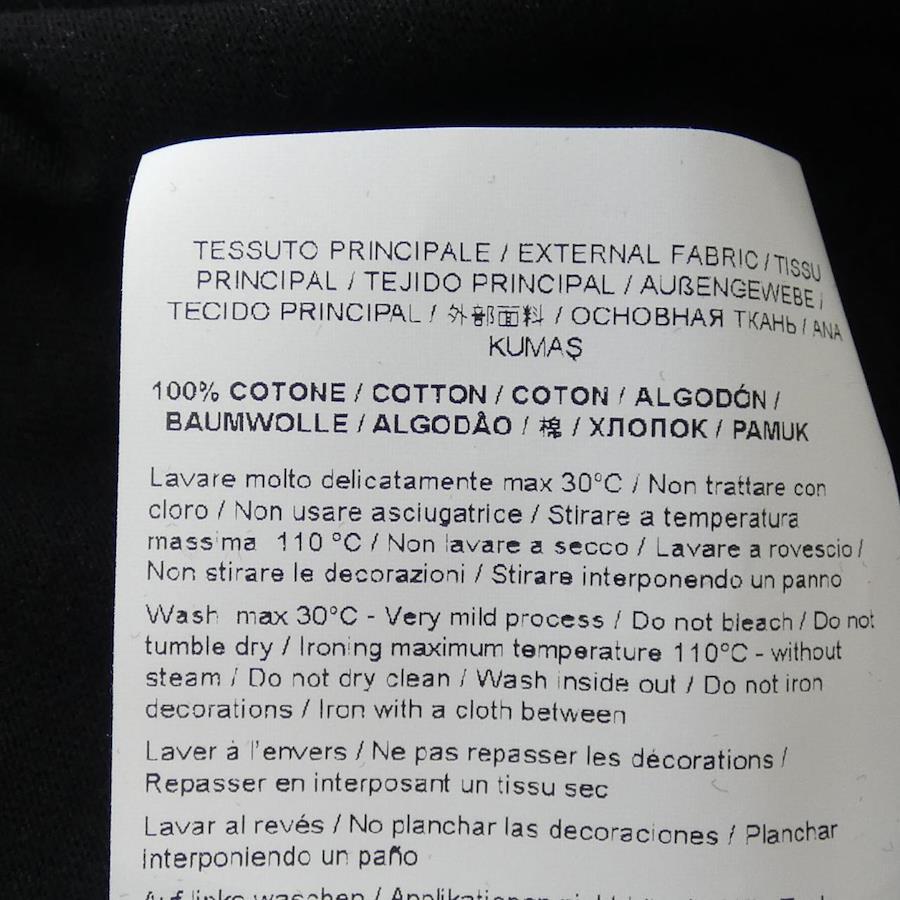 TESSUTO PRINCIPALE / EXTERNAL FABRIC / TISSU
PRINCIPAL / TEJIDO PRINCIPAL / AUßENGEWEBE /
TECIDO PRINCIPAL / 外部面料 / ОСНОВНАЯ ТКАНЬ / ANA
KUMAŞ
100% COTONE / COTTON / COTON / ALGODÓN /
BAUMWOLLE / ALGODÂO / 棉 / ХЛОПОК / PAMUK
Lavare molto delicatamente max 30°C / Non trattare con
cloro / Non usare asciugatrice / Stirare a temperatura
massima 110 °C / Non lavare a secco / Lavare a rovescio /
Non stirare le decorazioni / Stirare interponendo un panno
Wash max 30°C - Very mild process / Do not bleach / Do not
tumble dry / Ironing maximum temperature 110°C - without
steam / Do not dry clean / Wash inside out / Do not iron
decorations / Iron with a cloth between
Laver à l'envers / Ne pas repasser les décorations /
Repasser en interposant un tissu sec
Lavar al revés / No planchar las decoraciones / Planchar
interponiendo un paño
Auf links waschen / Applikationen